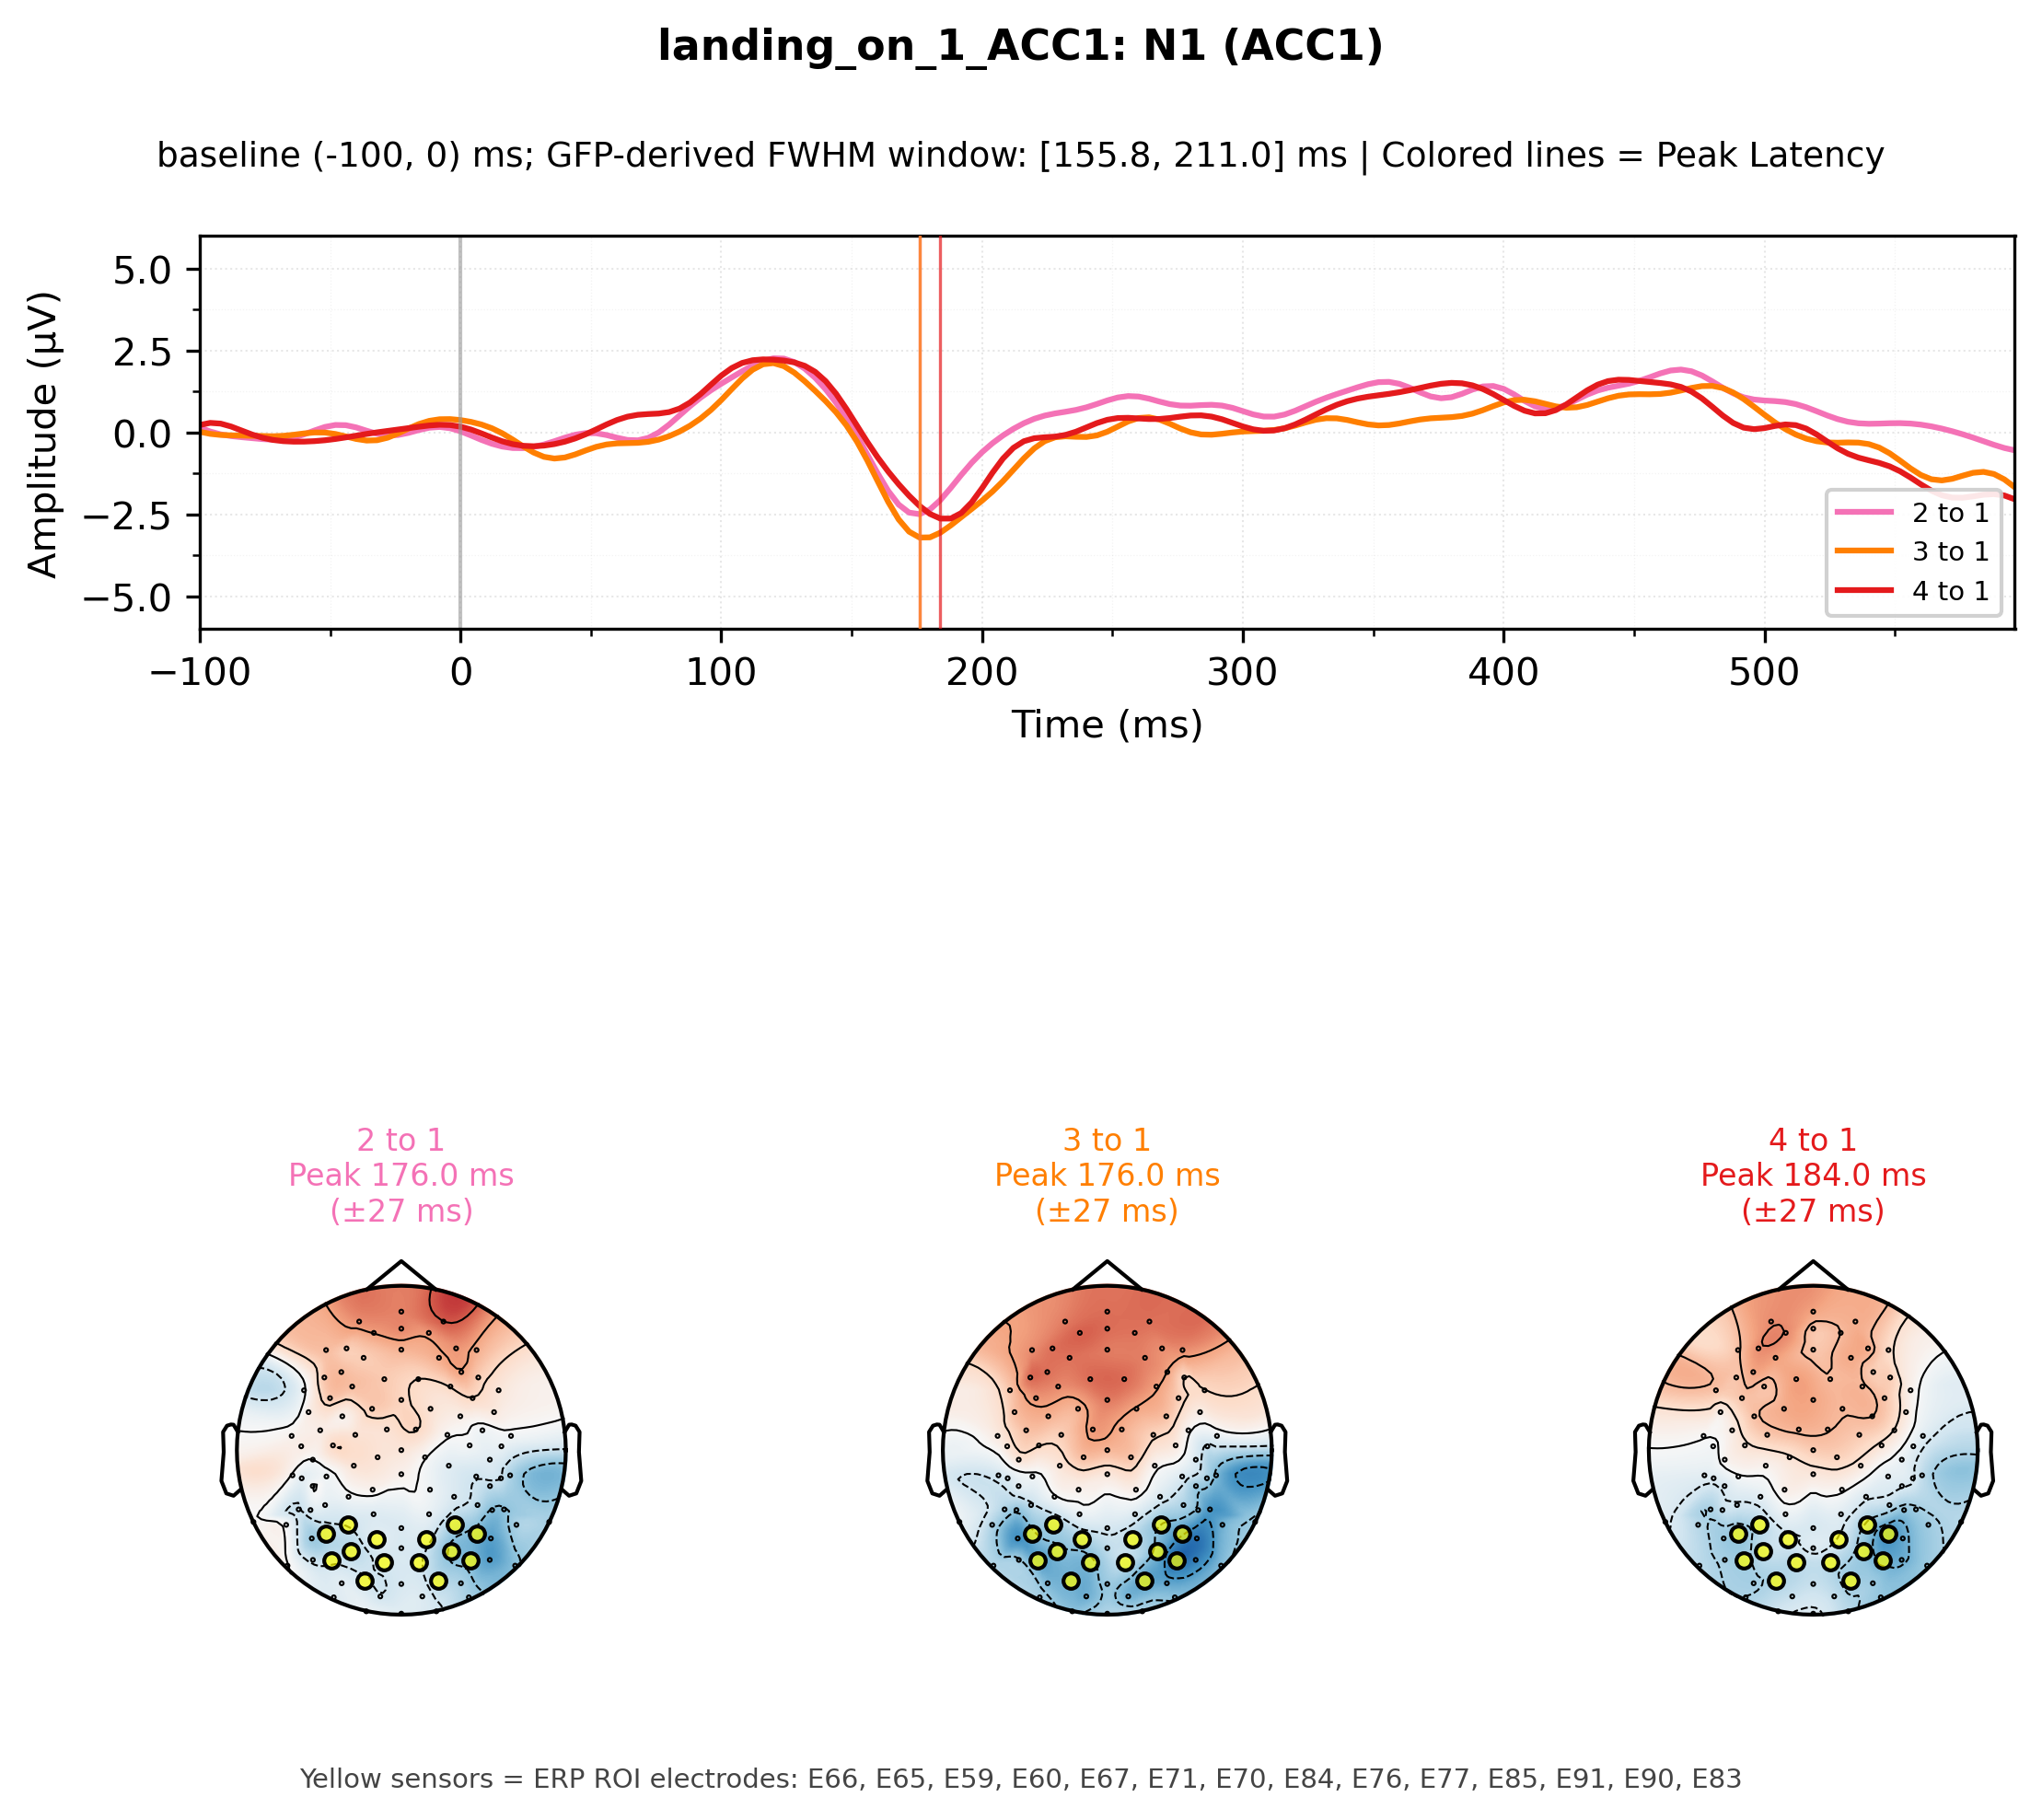 landing_on_1_ACC1: N1 (ACC1)
baseline (-100, 0) ms; GFP-derived FWHM window: [155.8, 211.0] ms | Colored lines = Peak Latency
Amplitude (µV)
5.0
2.5
0.0
−2.5
−5.0
2 to 1
3 to 1
4 to 1
−100
0
100
200
300
400
500
Time (ms)
2 to 1
Peak 176.0 ms
(±27 ms)
3 to 1
Peak 176.0 ms
(±27 ms)
4 to 1
Peak 184.0 ms
(±27 ms)
Yellow sensors = ERP ROI electrodes: E66, E65, E59, E60, E67, E71, E70, E84, E76, E77, E85, E91, E90, E83